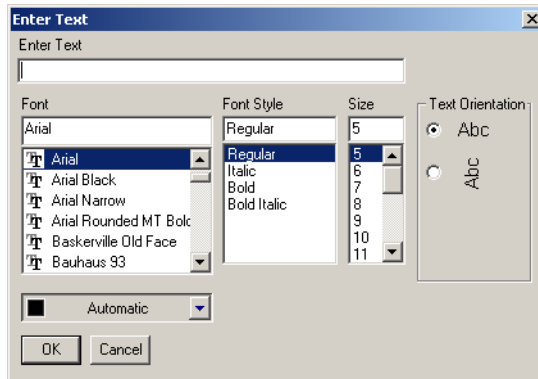 Enter Text
Enter Text
Font
Font Style
Size
Text Orientation
Arial
Regular
5
Abc
Abc
Arial
Arial Black
Arial Narrow
Arial Rounded MT Bold
Baskerville Old Face
Bauhaus 93
Regular
Italic
Bold
Bold Italic
5
6
7
8
9
10
11
Automatic
OK
Cancel